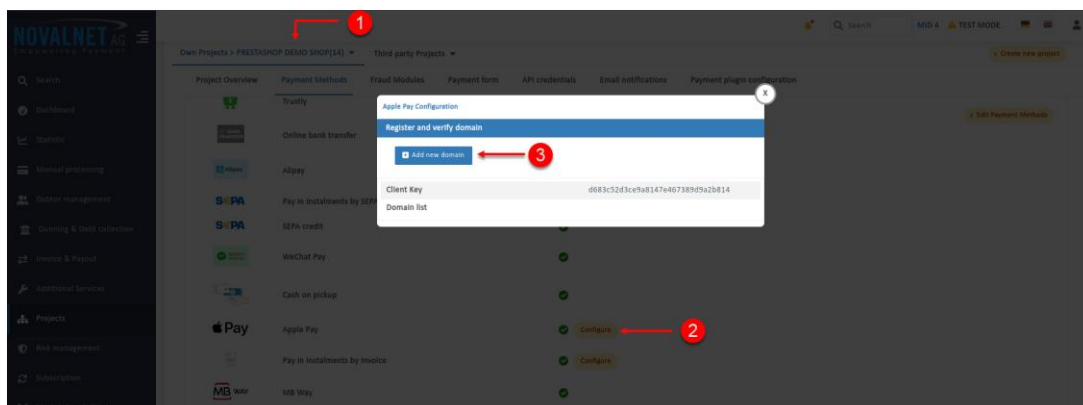 1
NOVALNET AG
Empowering Payment
Search
MID 4
TEST MODE
Own Projects > PRESTASHOP DEMO SHOP(14)
Third party Projects
Create new project
Search
Project Overview
Payment Methods
Fraud Modules
Payment form
API credentials
Email notifications
Payment plugin configuration
X
Dashboard
Trustly
Apple Pay Configuration
Edit Payment Methods
Register and verify domain
Statistic
Online bank transfer
Add new domain
3
Manual processing
Alipay
Client Key
d683c52d3ce9a8147e467389d9a2b814
Debtor management
SEPA
Pay in instalments by SEPA
Domain list
Dunning & Debt collection
SEPA
SEPA credit
Invoice & Payout
WeChat Pay
Additional Services
Cash on pickup
Projects
Pay
Apple Pay
Configure
2
Risk management
Pay in instalments by Invoice
Configure
Subscription
MB WAY
MB Way